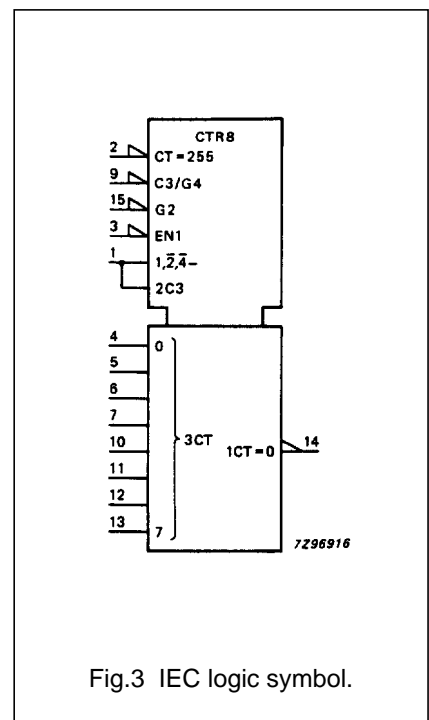 CTR8
2 CT=255
9 C3/G4
15 G2
3 EN1
1 1,2̅,4̅–
2C3
4 0
5
6
7
10 3CT
1CT=0 14
11
12
13 7
7Z96916
Fig.3 IEC logic symbol.